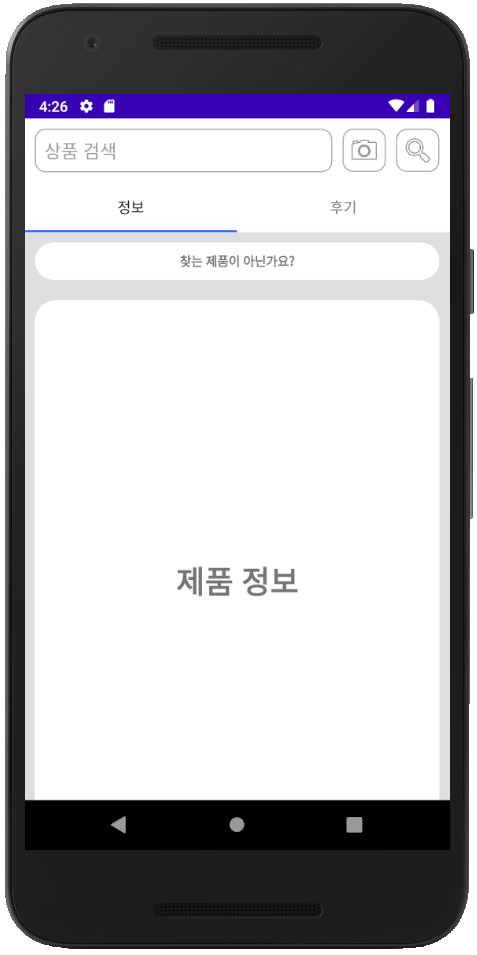 4:26
상품 검색
정보
후기
찾는 제품이 아닌가요?
제품 정보